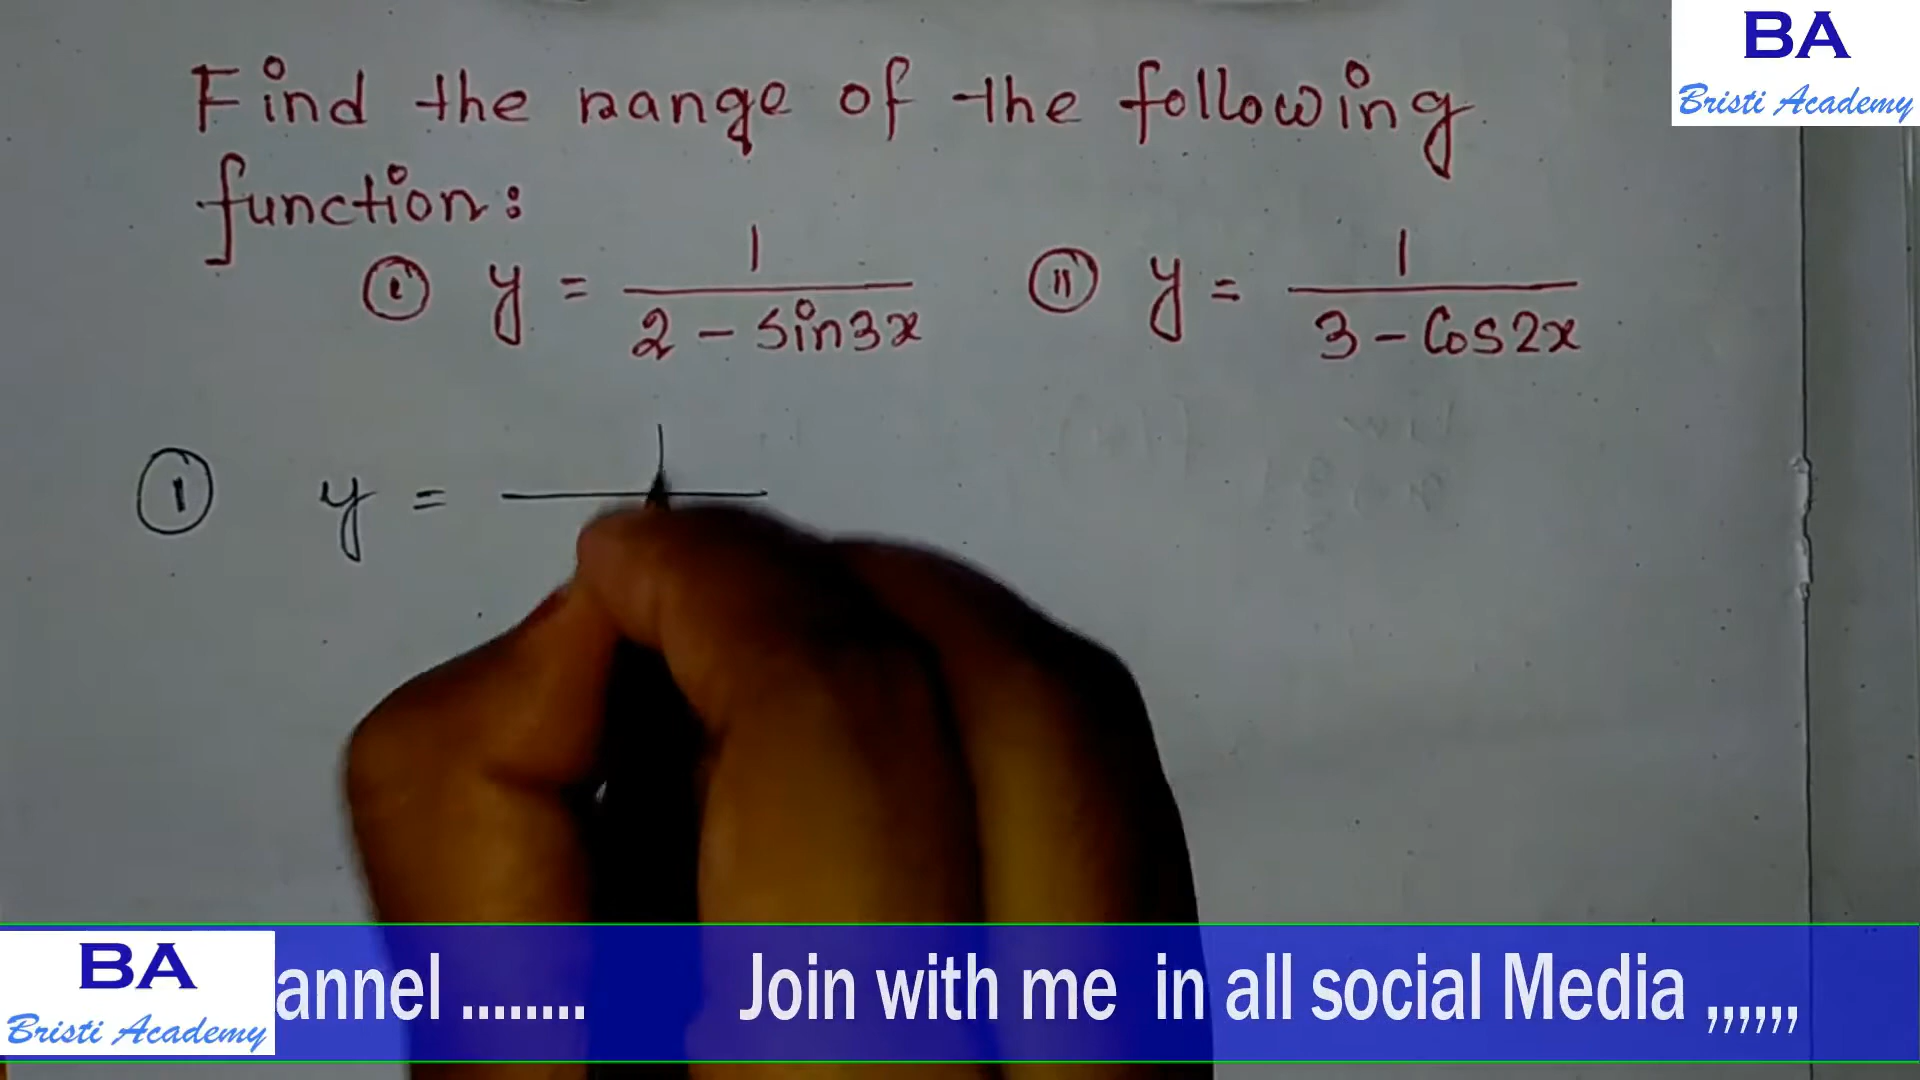 BA
Bristi Academy
Find the range of the following
function:
(i) y = 1/(2 - sin3x) (ii) y = 1/(3 - Cos2x)
(i) y = 1/
BA
Bristi Academy
annel ........ Join with me in all social Media ,,,,,,